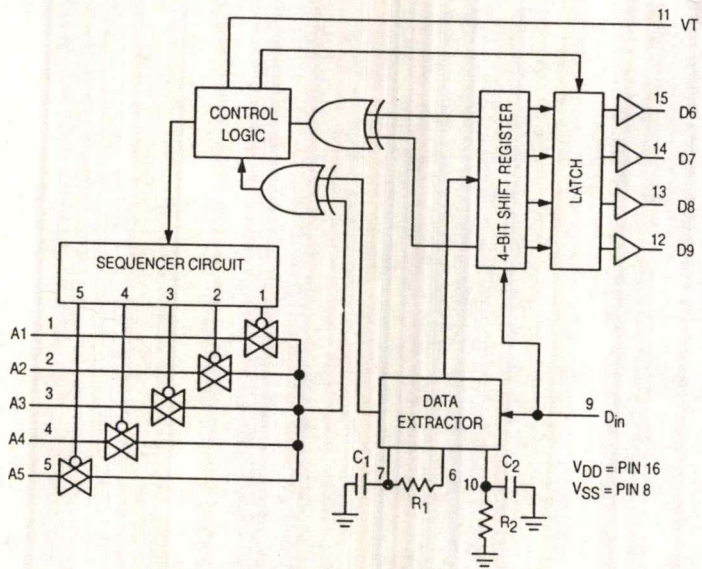 11 VT
CONTROL LOGIC
4-BIT SHIFT REGISTER
LATCH
15 D6
14 D7
13 D8
12 D9
SEQUENCER CIRCUIT
5 4 3 2 1
A1 1
A2 2
A3 3
A4 4
A5 5
DATA EXTRACTOR
9 Din
7 6 10
C1 R1 C2 R2
VDD = PIN 16
VSS = PIN 8